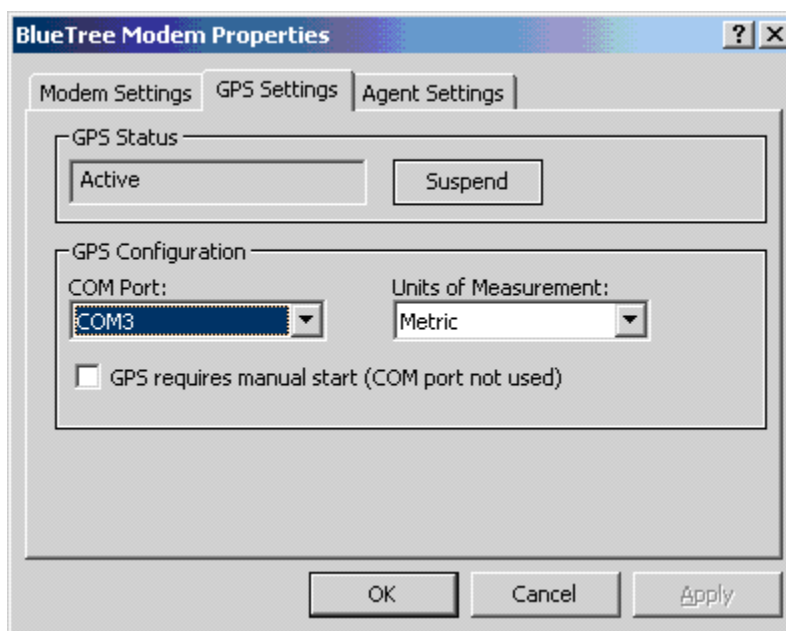 BlueTree Modem Properties
? X
Modem Settings GPS Settings Agent Settings
GPS Status
Active Suspend
GPS Configuration
COM Port: Units of Measurement:
COM3 Metric
GPS requires manual start (COM port not used)
OK Cancel Apply